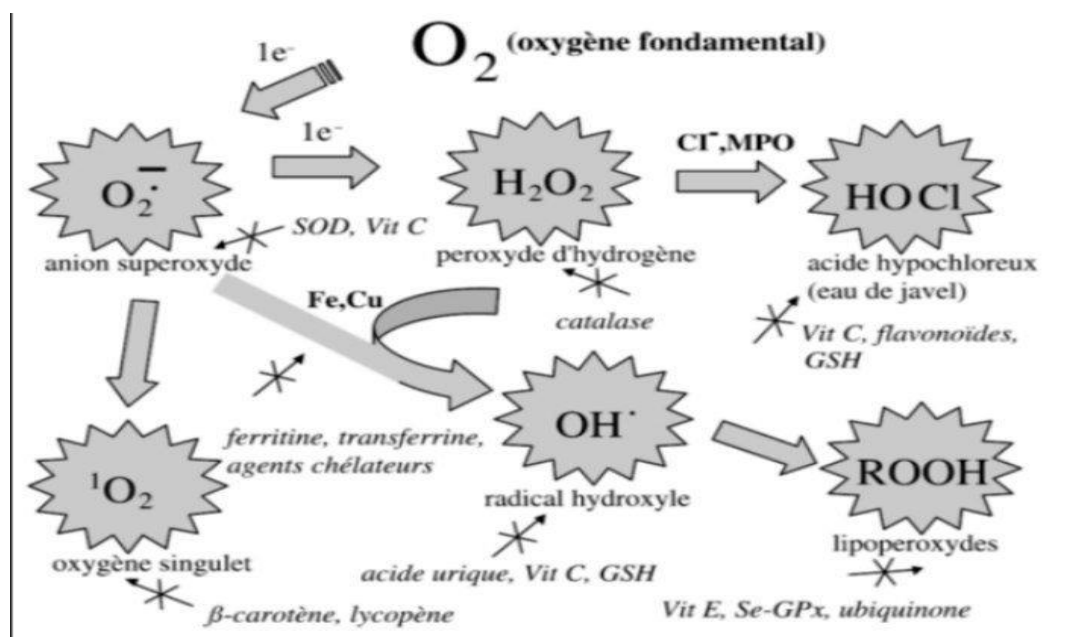 O₂ (oxygène fondamental)
1e⁻
1e⁻
Cl⁻,MPO
O₂·⁻
H₂O₂
HOCl
SOD, Vit C
anion superoxyde
peroxyde d'hydrogène
acide hypochloreux
(eau de javel)
Fe,Cu
catalase
Vit C, flavonoïdes,
GSH
OH·
ferritine, transferrine,
agents chélateurs
¹O₂
ROOH
radical hydroxyle
lipoperoxydes
oxygène singulet
acide urique, Vit C, GSH
β-carotène, lycopène
Vit E, Se-GPx, ubiquinone